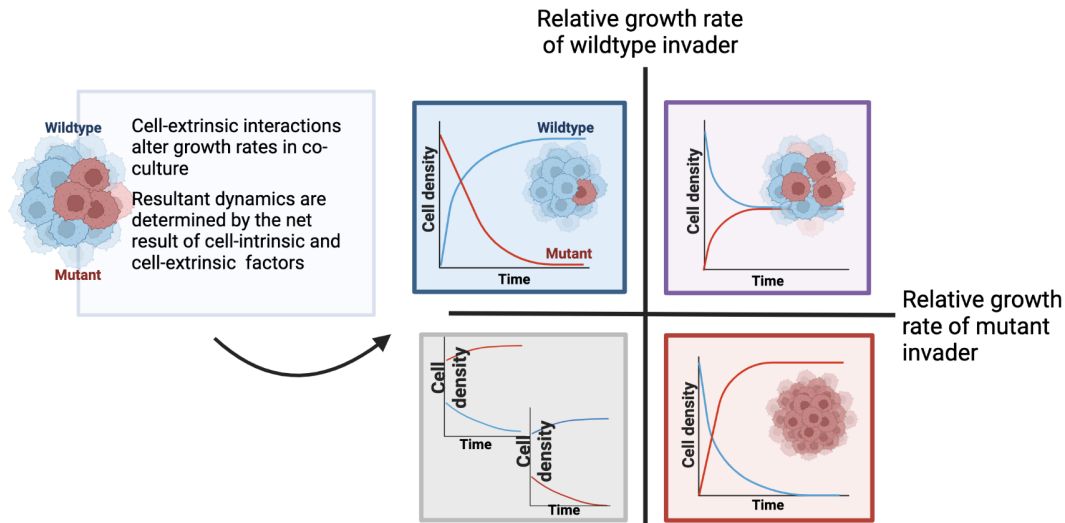 Relative growth rate
of wildtype invader
Wildtype
Cell-extrinsic interactions
alter growth rates in co-
culture
Resultant dynamics are
determined by the net
result of cell-intrinsic and
cell-extrinsic factors
Mutant
Cell density
Wildtype
Mutant
Time
Cell density
Time
Relative growth
rate of mutant
invader
Cell
density
Time
Cell
density
Time
Cell density
Time